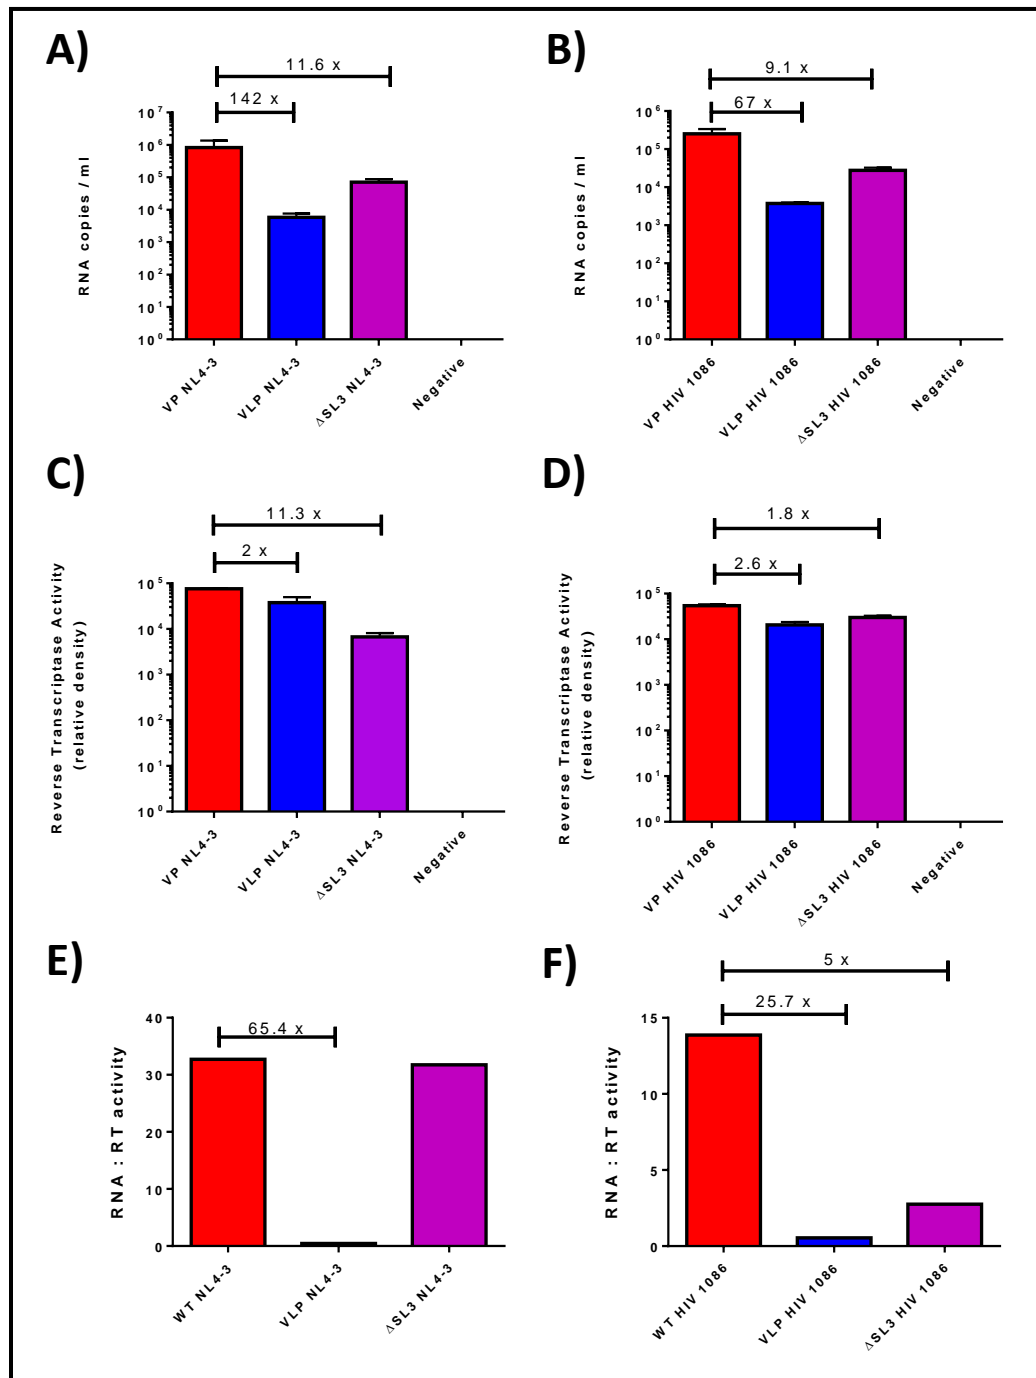 A)
11.6 x
142 x
RNA copies / ml
10^7
10^6
10^5
10^4
10^3
10^2
10^1
10^0
VP NL4-3
VLP NL4-3
ΔSL3 NL4-3
Negative
B)
9.1 x
67 x
RNA copies / ml
10^6
10^5
10^4
10^3
10^2
10^1
10^0
VP HIV 1086
VLP HIV 1086
ΔSL3 HIV 1086
Negative
C)
11.3 x
2 x
Reverse Transcriptase Activity
(relative density)
10^5
10^4
10^3
10^2
10^1
10^0
VP NL4-3
VLP NL4-3
ΔSL3 NL4-3
Negative
D)
1.8 x
2.6 x
Reverse Transcriptase Activity
(relative density)
10^5
10^4
10^3
10^2
10^1
10^0
VP HIV 1086
VLP HIV 1086
ΔSL3 HIV 1086
Negative
E)
65.4 x
RNA : RT activity
40
30
20
10
0
WT NL4-3
VLP NL4-3
ΔSL3 NL4-3
F)
5 x
25.7 x
RNA : RT activity
15
10
5
0
WT HIV 1086
VLP HIV 1086
ΔSL3 HIV 1086